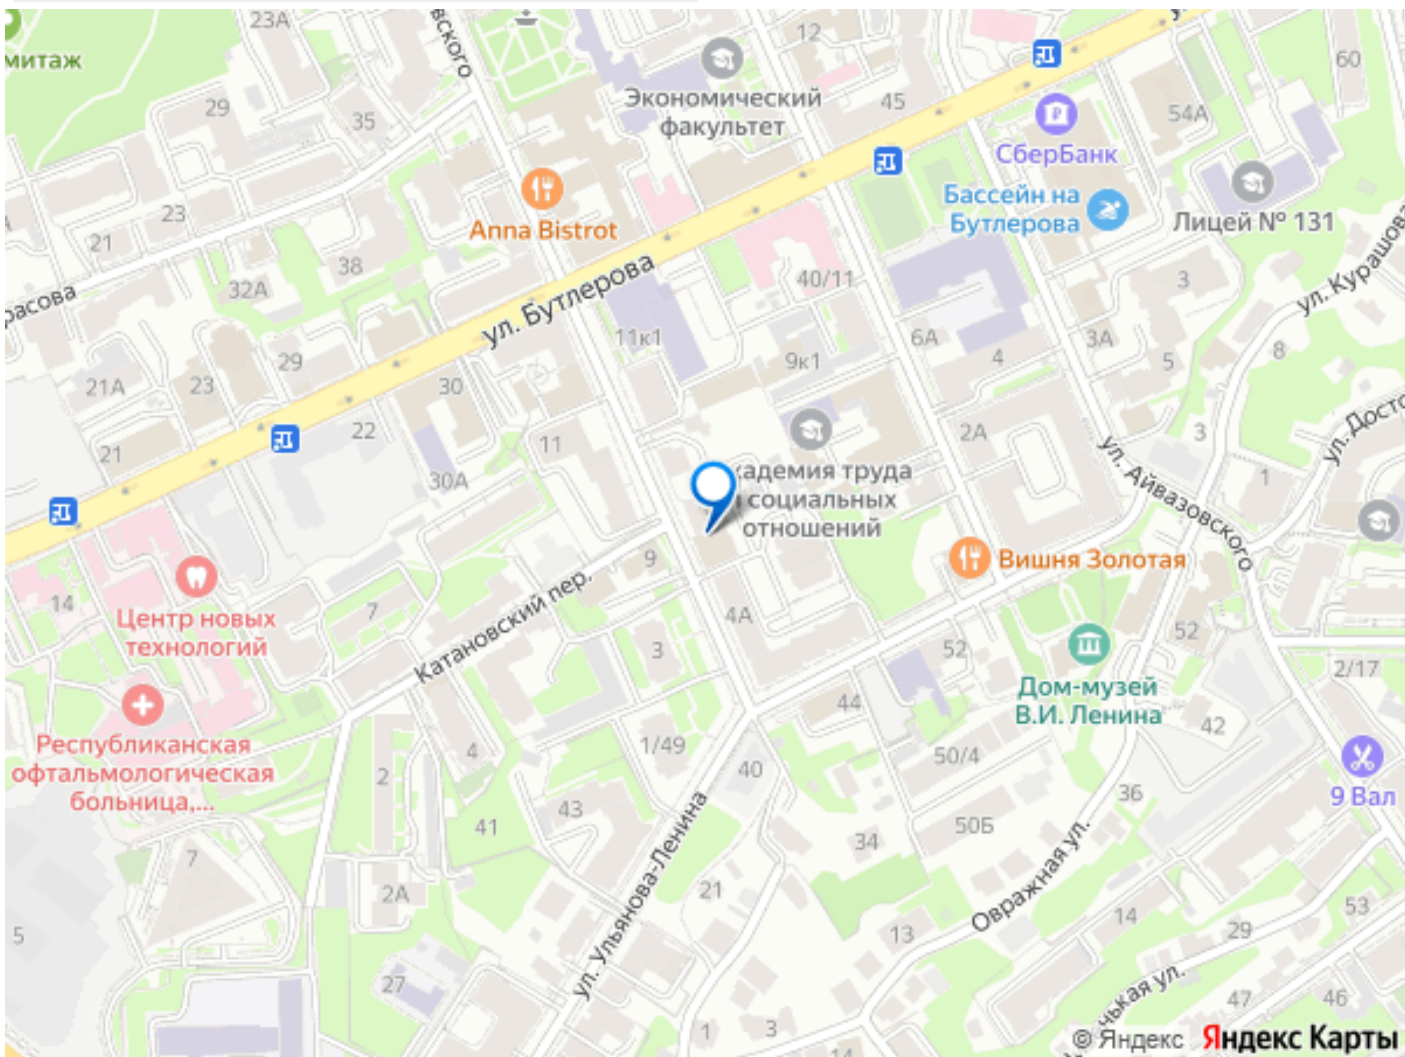 23А
вского
12
60
митаж
29
35
Экономический
факультет
45
54А
СберБанк
Бассейн на
Бутлерова
Лицей № 131
23
21
Anna Bistrot
38
32А
расова
ул. Бутлерова
40/11
3
ул. Курашова
11к1
6А
4
3А
5
8
9к1
29
23
21А
30
22
11
2А
3
ул. Досто
21
30А
кадемия труда
социальных
отношений
ул. Айвазовского
1
9
Вишня Золотая
14
Центр новых
технологий
7
Катановский пер.
4А
3
52
52
Дом-музей
В.И. Ленина
2/17
44
42
Республиканская
офтальмологическая
больница,...
2
4
1/49
40
50/4
36
9 Вал
43
41
ул. Ульянова-Ленина
34
50Б
Овражная ул.
7
2А
21
14
53
5
13
29
27
нькая ул.
47
46
1
3
14
© Яндекс Яндекс Карты